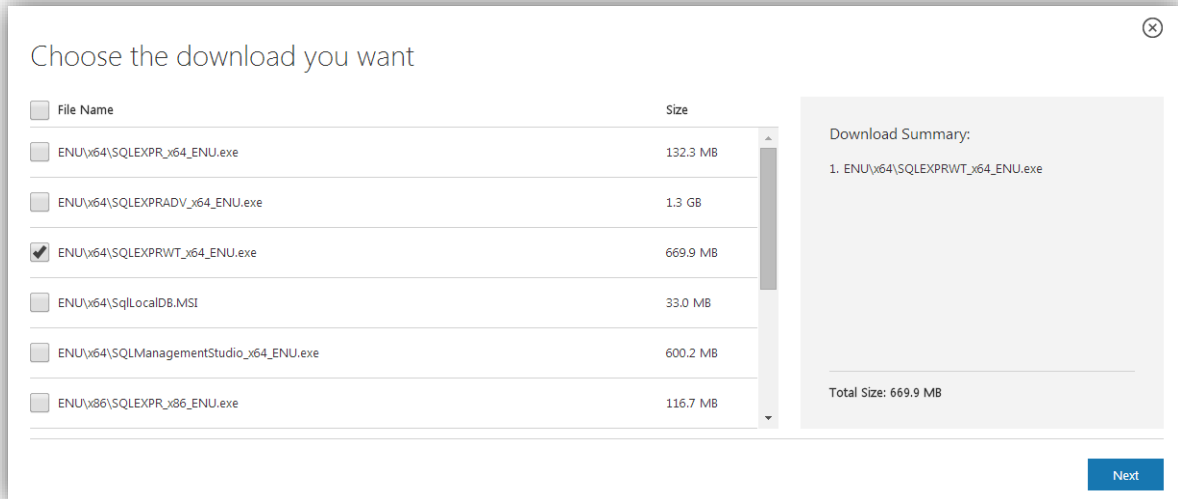 Choose the download you want
File Name Size
ENU\x64\SQLEXPR_x64_ENU.exe 132.3 MB
ENU\x64\SQLEXPRADV_x64_ENU.exe 1.3 GB
ENU\x64\SQLEXPRWT_x64_ENU.exe 669.9 MB
ENU\x64\SqlLocalDB.MSI 33.0 MB
ENU\x64\SQLManagementStudio_x64_ENU.exe 600.2 MB
ENU\x86\SQLEXPR_x86_ENU.exe 116.7 MB
Download Summary:
1. ENU\x64\SQLEXPRWT_x64_ENU.exe
Total Size: 669.9 MB
Next